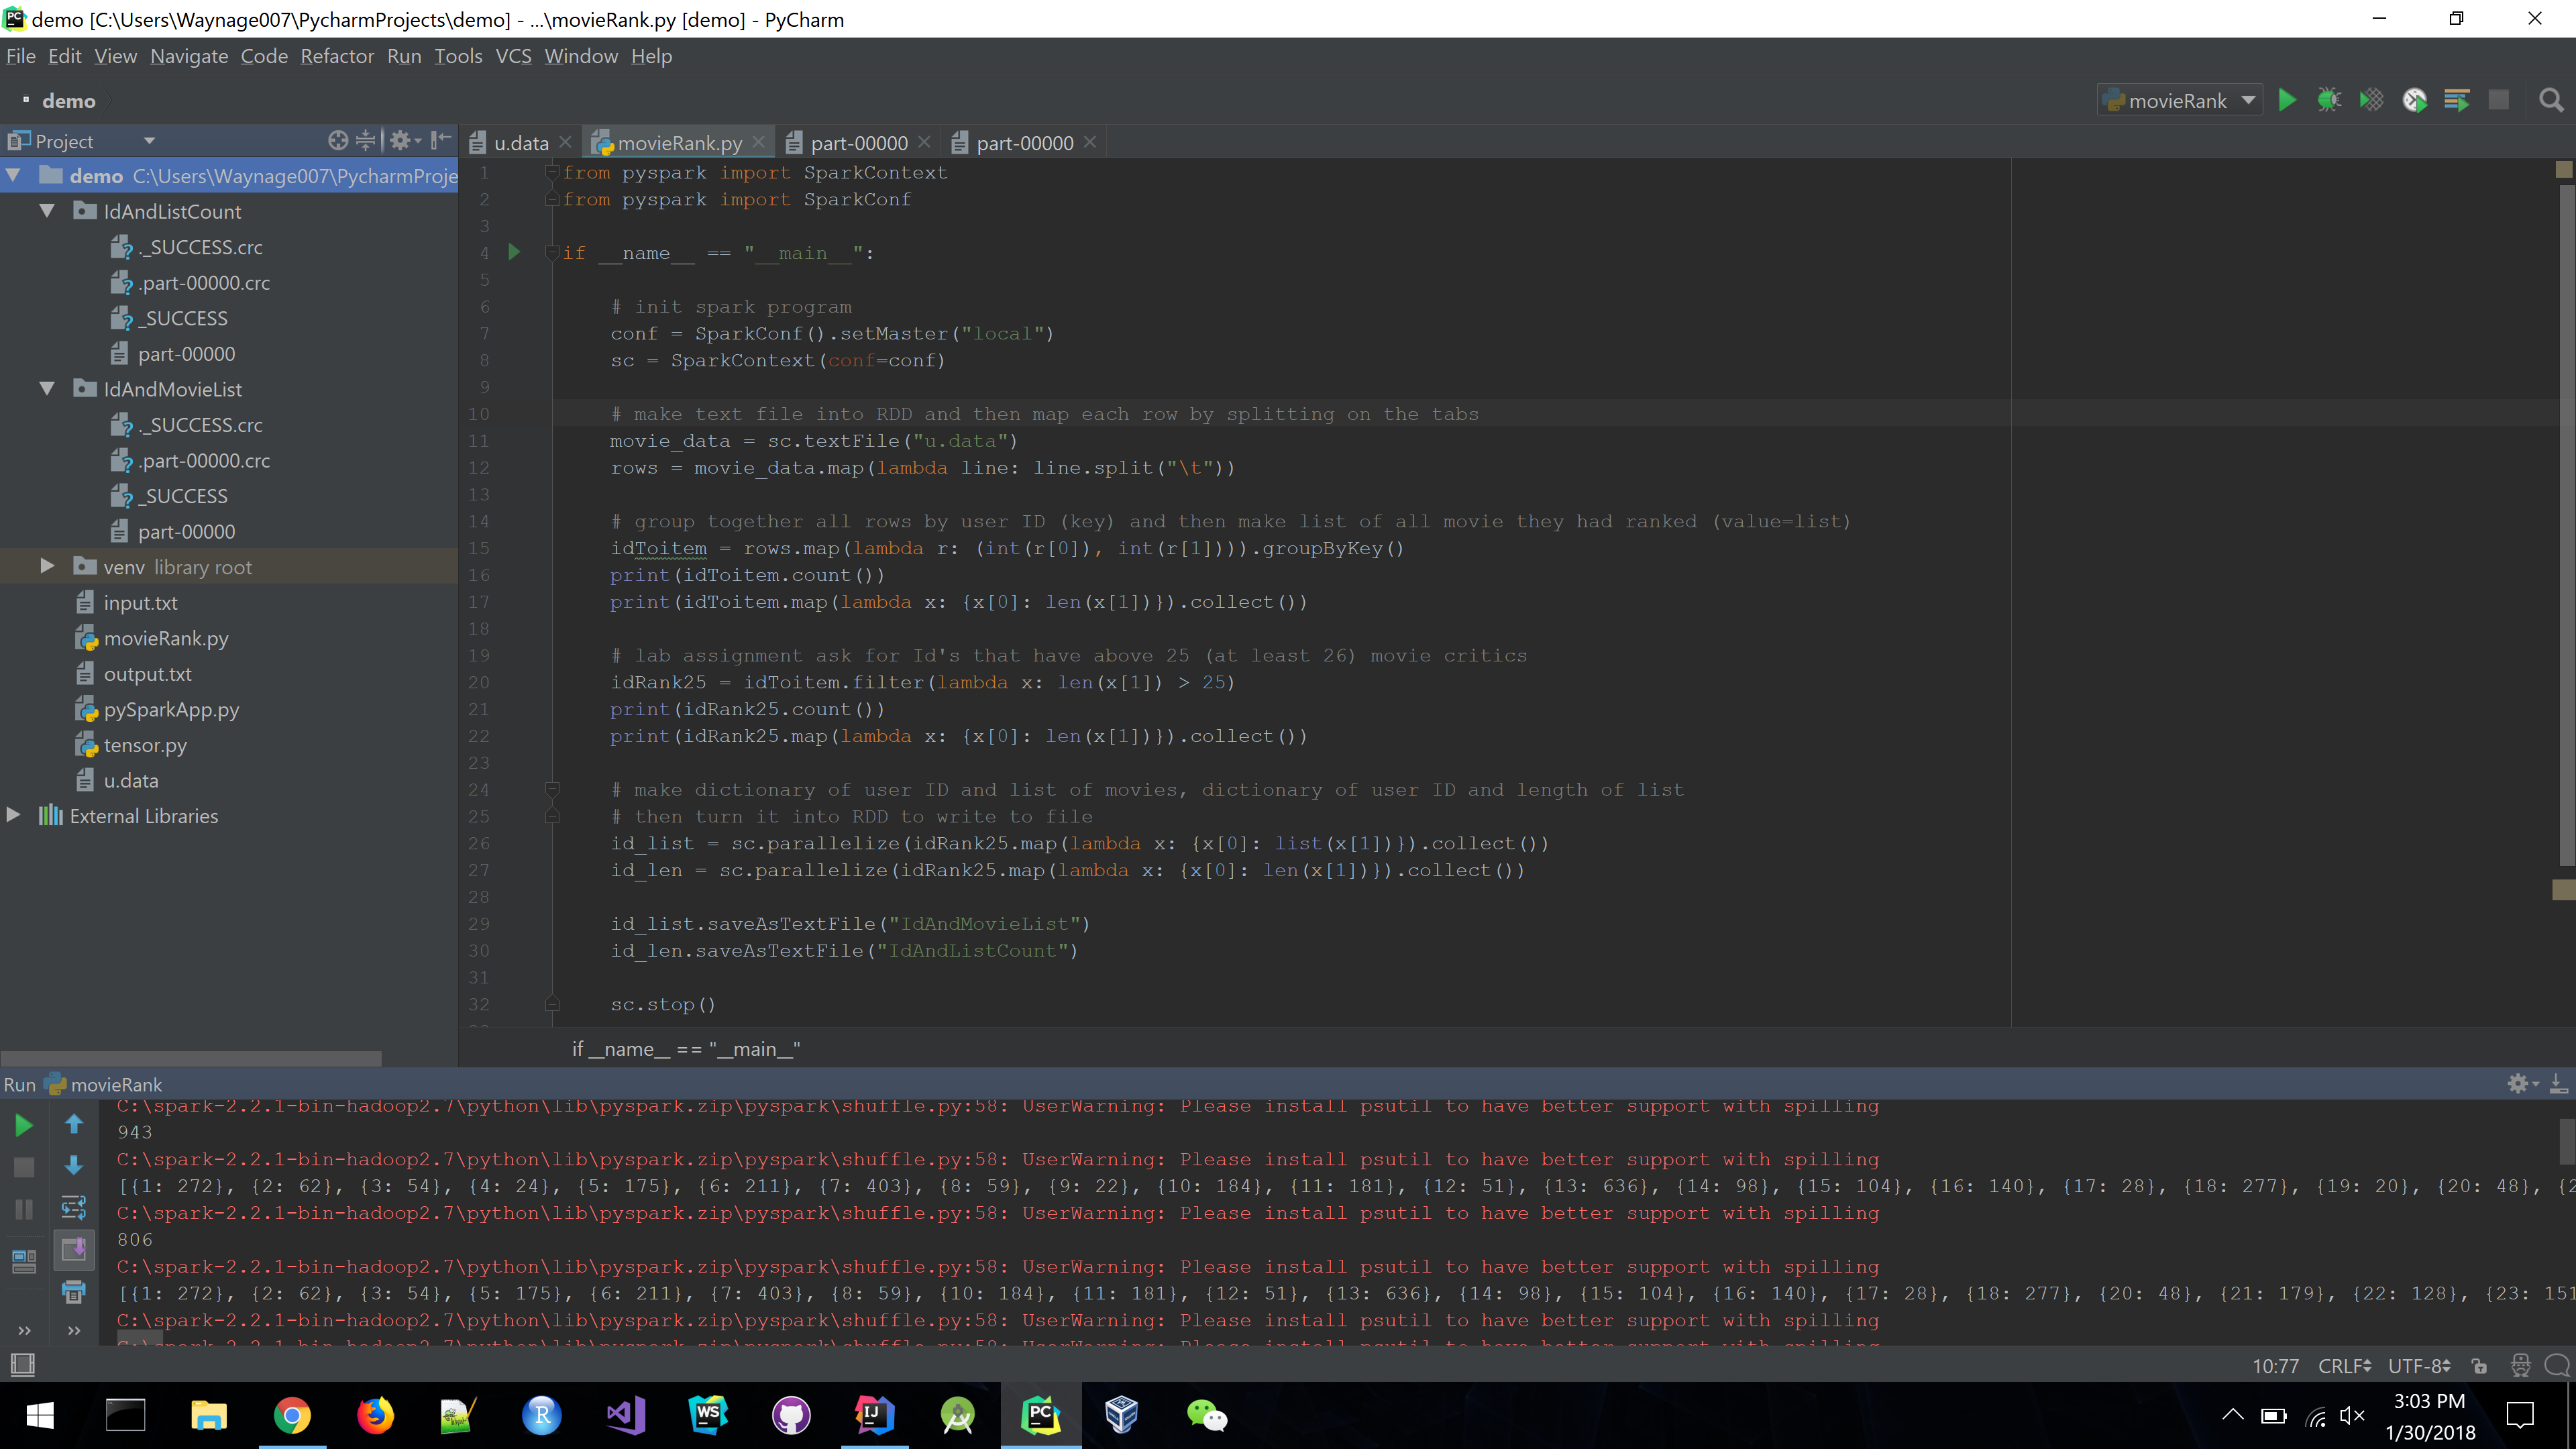 demo [C:\Users\Waynage007\PycharmProjects\demo] - ...\movieRank.py [demo] - PyCharm
File Edit View Navigate Code Refactor Run Tools VCS Window Help
demo
movieRank
Project
u.data
movieRank.py
part-00000
part-00000
demo C:\Users\Waynage007\PycharmProje
IdAndListCount
._SUCCESS.crc
.part-00000.crc
_SUCCESS
part-00000
IdAndMovieList
._SUCCESS.crc
.part-00000.crc
_SUCCESS
part-00000
venv library root
input.txt
movieRank.py
output.txt
pySparkApp.py
tensor.py
u.data
External Libraries
1 from pyspark import SparkContext
2 from pyspark import SparkConf
3
4 if __name__ == "__main__":
5
6 # init spark program
7 conf = SparkConf().setMaster("local")
8 sc = SparkContext(conf=conf)
9
10 # make text file into RDD and then map each row by splitting on the tabs
11 movie_data = sc.textFile("u.data")
12 rows = movie_data.map(lambda line: line.split("\t"))
13
14 # group together all rows by user ID (key) and then make list of all movie they had ranked (value=list)
15 idToitem = rows.map(lambda r: (int(r[0]), int(r[1]))).groupByKey()
16 print(idToitem.count())
17 print(idToitem.map(lambda x: {x[0]: len(x[1])}).collect())
18
19 # lab assignment ask for Id's that have above 25 (at least 26) movie critics
20 idRank25 = idToitem.filter(lambda x: len(x[1]) > 25)
21 print(idRank25.count())
22 print(idRank25.map(lambda x: {x[0]: len(x[1])}).collect())
23
24 # make dictionary of user ID and list of movies, dictionary of user ID and length of list
25 # then turn it into RDD to write to file
26 id_list = sc.parallelize(idRank25.map(lambda x: {x[0]: list(x[1])}).collect())
27 id_len = sc.parallelize(idRank25.map(lambda x: {x[0]: len(x[1])}).collect())
28
29 id_list.saveAsTextFile("IdAndMovieList")
30 id_len.saveAsTextFile("IdAndListCount")
31
32 sc.stop()
if __name__ == "__main__"
Run movieRank
C:\spark-2.2.1-bin-hadoop2.7\python\lib\pyspark.zip\pyspark\shuffle.py:58: UserWarning: Please install psutil to have better support with spilling
943
C:\spark-2.2.1-bin-hadoop2.7\python\lib\pyspark.zip\pyspark\shuffle.py:58: UserWarning: Please install psutil to have better support with spilling
[{1: 272}, {2: 62}, {3: 54}, {4: 24}, {5: 175}, {6: 211}, {7: 403}, {8: 59}, {9: 22}, {10: 184}, {11: 181}, {12: 51}, {13: 636}, {14: 98}, {15: 104}, {16: 140}, {17: 28}, {18: 277}, {19: 20}, {20: 48}, {2
C:\spark-2.2.1-bin-hadoop2.7\python\lib\pyspark.zip\pyspark\shuffle.py:58: UserWarning: Please install psutil to have better support with spilling
806
C:\spark-2.2.1-bin-hadoop2.7\python\lib\pyspark.zip\pyspark\shuffle.py:58: UserWarning: Please install psutil to have better support with spilling
[{1: 272}, {2: 62}, {3: 54}, {5: 175}, {6: 211}, {7: 403}, {8: 59}, {10: 184}, {11: 181}, {12: 51}, {13: 636}, {14: 98}, {15: 104}, {16: 140}, {17: 28}, {18: 277}, {20: 48}, {21: 179}, {22: 128}, {23: 151
C:\spark-2.2.1-bin-hadoop2.7\python\lib\pyspark.zip\pyspark\shuffle.py:58: UserWarning: Please install psutil to have better support with spilling
10:77 CRLF UTF-8
R
WS
IJ
PC
3:03 PM
1/30/2018